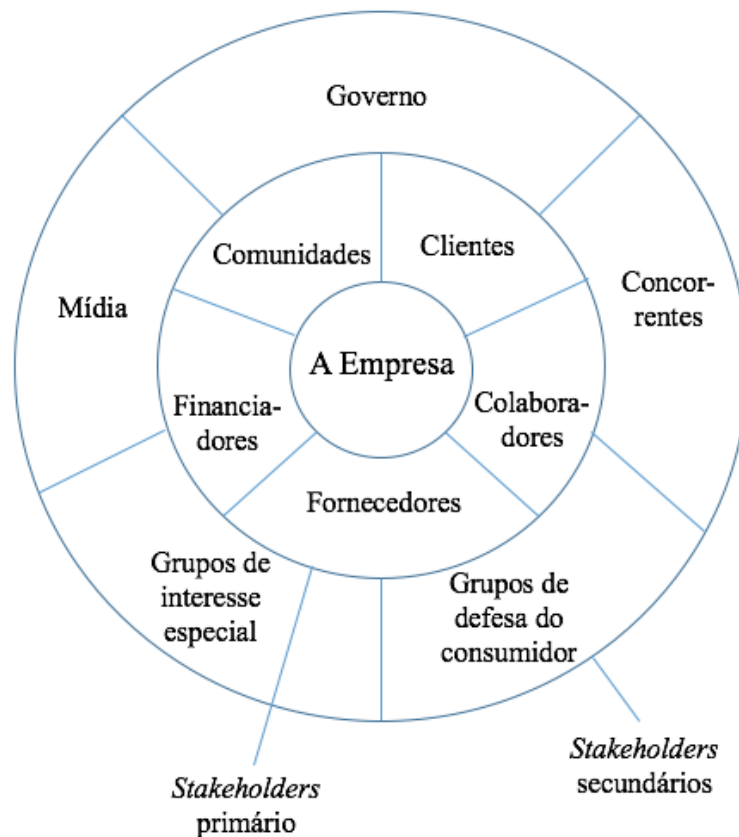 Governo
Comunidades
Clientes
Mídia
Concor-
rentes
A Empresa
Financia-
dores
Colabora-
dores
Fornecedores
Grupos de
interesse
especial
Grupos de
defesa do
consumidor
Stakeholders
primário
Stakeholders
secundários